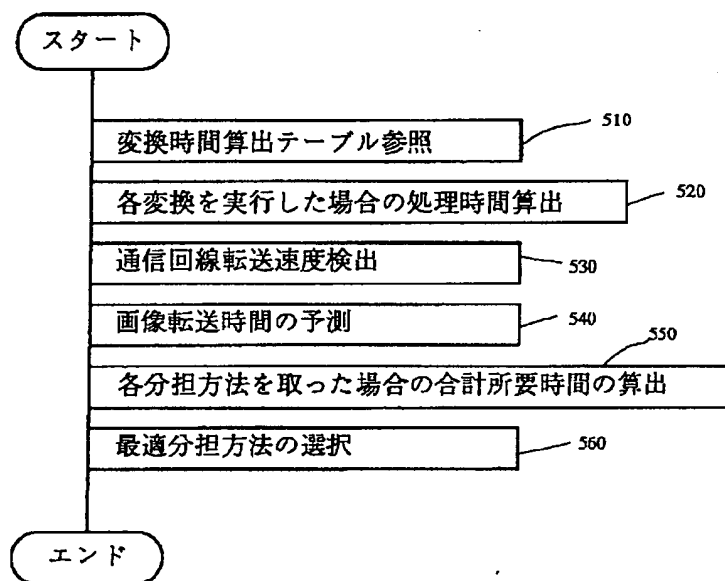 スタート
変換時間算出テーブル参照
510
各変換を実行した場合の処理時間算出
520
通信回線転送速度検出
530
画像転送時間の予測
540
550
各分担方法を取った場合の合計所要時間の算出
最適分担方法の選択
560
エンド